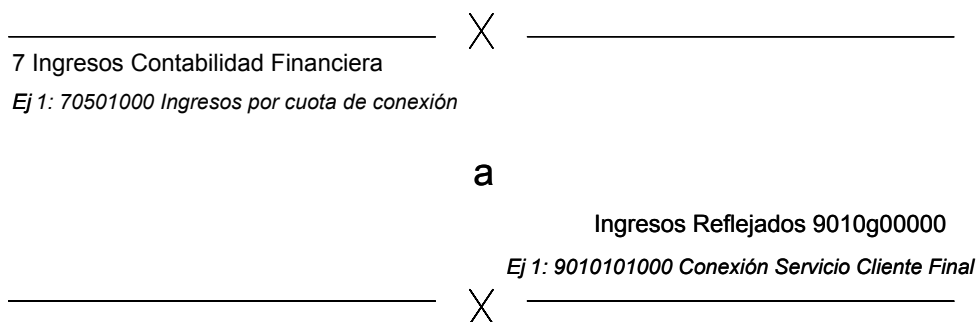 X
7 Ingresos Contabilidad Financiera
Ej 1: 70501000 Ingresos por cuota de conexión
a
Ingresos Reflejados 9010g00000
Ej 1: 9010101000 Conexión Servicio Cliente Final
X